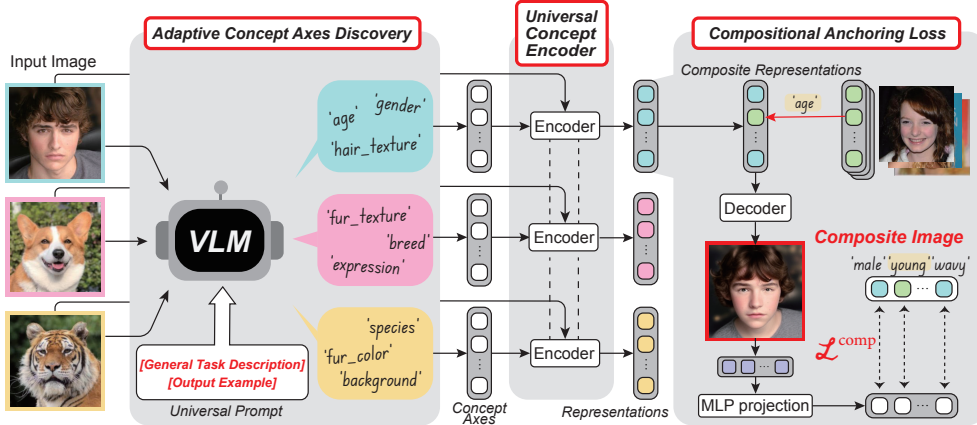 Adaptive Concept Axes Discovery
Universal
Concept
Encoder
Compositional Anchoring Loss
Input Image
VLM
[General Task Description]
[Output Example]
Universal Prompt
'age' 'gender'
'hair_texture'
'fur_texture'
'breed'
'expression'
'species'
'fur_color'
'background'
Concept
Axes
Encoder
Encoder
Encoder
Representations
Composite Representations
'age'
Decoder
Composite Image
'male' 'young' 'wavy'
ℒcomp
MLP projection